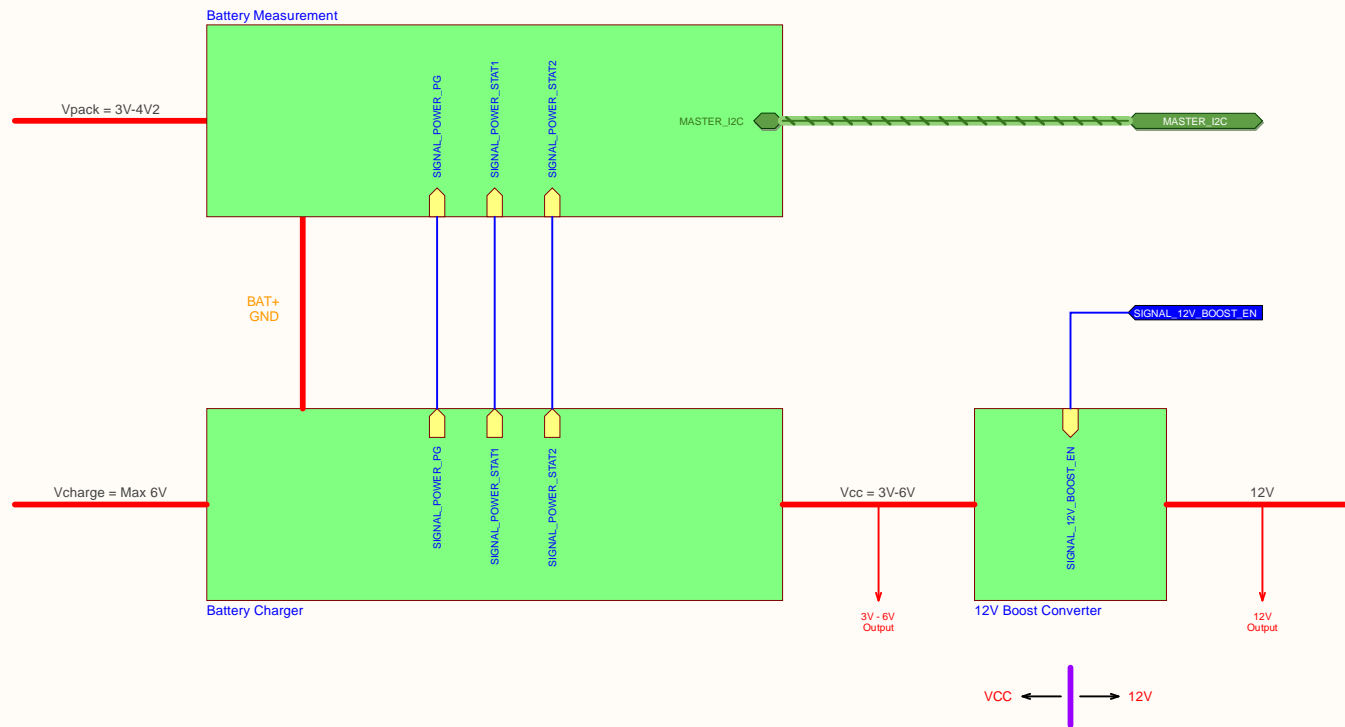 Battery Measurement
Vpack = 3V-4V2
SIGNAL_POWER_PG
SIGNAL_POWER_STAT1
SIGNAL_POWER_STAT2
MASTER_I2C
MASTER_I2C
BAT+
GND
SIGNAL_12V_BOOST_EN
Vcharge = Max 6V
SIGNAL_POWER_PG
SIGNAL_POWER_STAT1
SIGNAL_POWER_STAT2
Vcc = 3V-6V
SIGNAL_12V_BOOST_EN
12V
Battery Charger
3V - 6V
Output
12V Boost Converter
12V
Output
VCC
12V